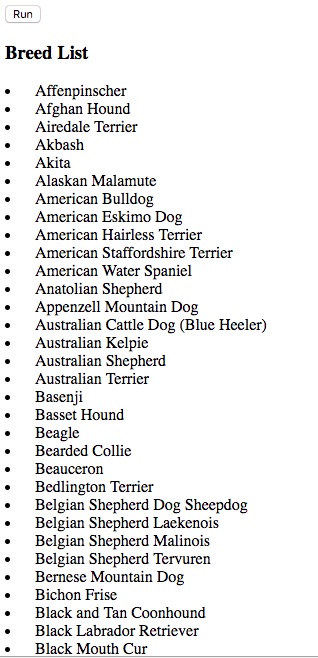 Run
Breed List
Affenpinscher
Afghan Hound
Airedale Terrier
Akbash
Akita
Alaskan Malamute
American Bulldog
American Eskimo Dog
American Hairless Terrier
American Staffordshire Terrier
American Water Spaniel
Anatolian Shepherd
Appenzell Mountain Dog
Australian Cattle Dog (Blue Heeler)
Australian Kelpie
Australian Shepherd
Australian Terrier
Basenji
Basset Hound
Beagle
Bearded Collie
Beauceron
Bedlington Terrier
Belgian Shepherd Dog Sheepdog
Belgian Shepherd Laekenois
Belgian Shepherd Malinois
Belgian Shepherd Tervuren
Bernese Mountain Dog
Bichon Frise
Black and Tan Coonhound
Black Labrador Retriever
Black Mouth Cur